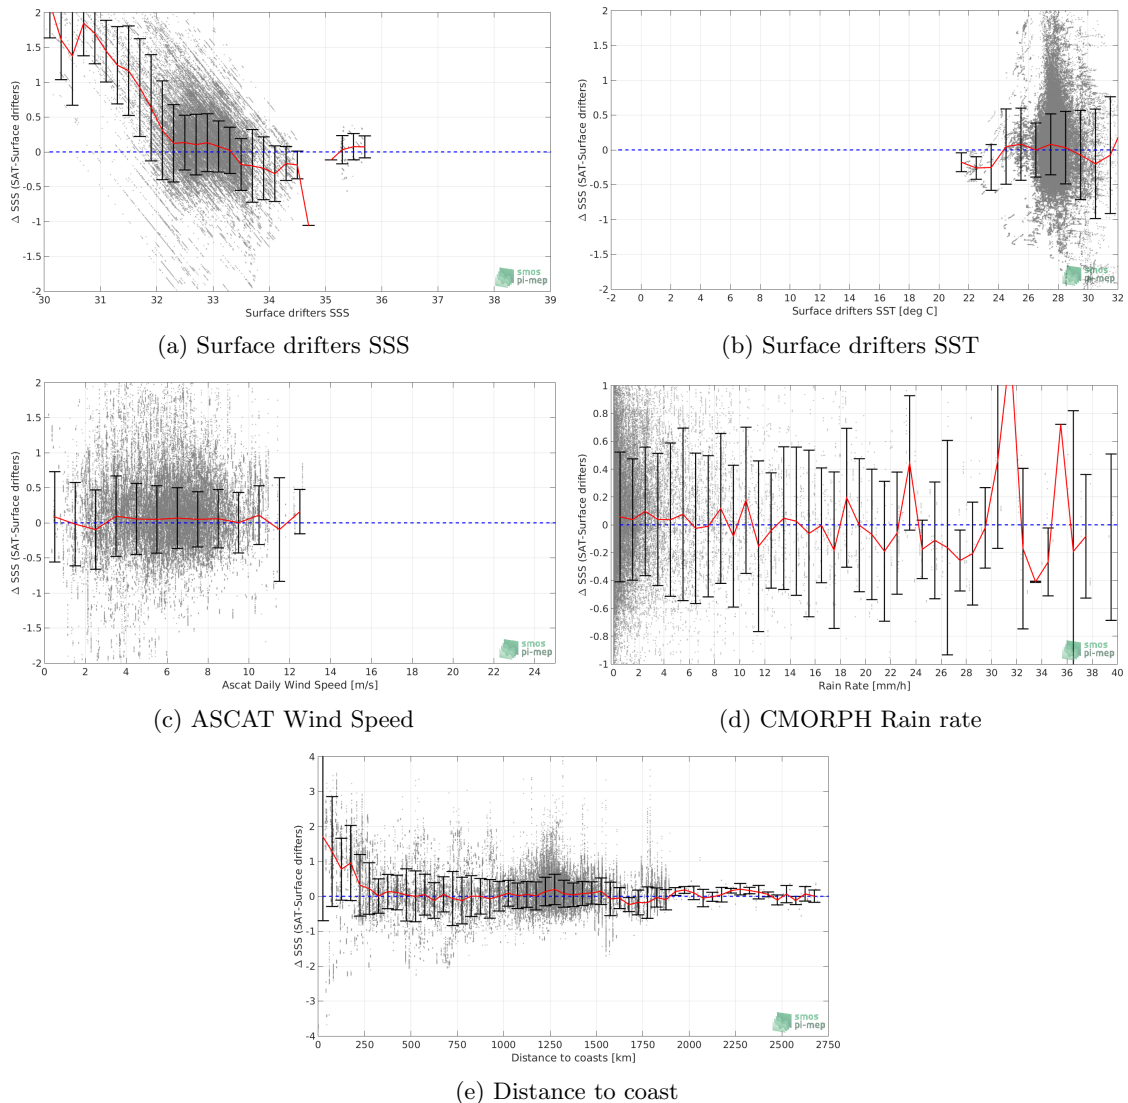 2
1.5
1
0.5
0
-0.5
-1
-1.5
-2
Δ SSS (SAT-Surface drifters)
30 31 32 33 34 35 36 37 38 39
Surface drifters SSS
smos
pi-mep
(a) Surface drifters SSS
2
1.5
1
0.5
0
-0.5
-1
-1.5
-2
Δ SSS (SAT-Surface drifters)
-2 0 2 4 6 8 10 12 14 16 18 20 22 24 26 28 30 32
Surface drifters SST [deg C]
smos
pi-mep
(b) Surface drifters SST
2
1.5
1
0.5
0
-0.5
-1
-1.5
-2
Δ SSS (SAT-Surface drifters)
0 2 4 6 8 10 12 14 16 18 20 22 24
Ascat Daily Wind Speed [m/s]
smos
pi-mep
(c) ASCAT Wind Speed
1
0.8
0.6
0.4
0.2
0
-0.2
-0.4
-0.6
-0.8
-1
Δ SSS (SAT-Surface drifters)
0 2 4 6 8 10 12 14 16 18 20 22 24 26 28 30 32 34 36 38 40
Rain Rate [mm/h]
smos
pi-mep
(d) CMORPH Rain rate
4
3
2
1
0
-1
-2
-3
-4
Δ SSS (SAT-Surface drifters)
0 250 500 750 1000 1250 1500 1750 2000 2250 2500 2750
Distance to coasts [km]
smos
pi-mep
(e) Distance to coast